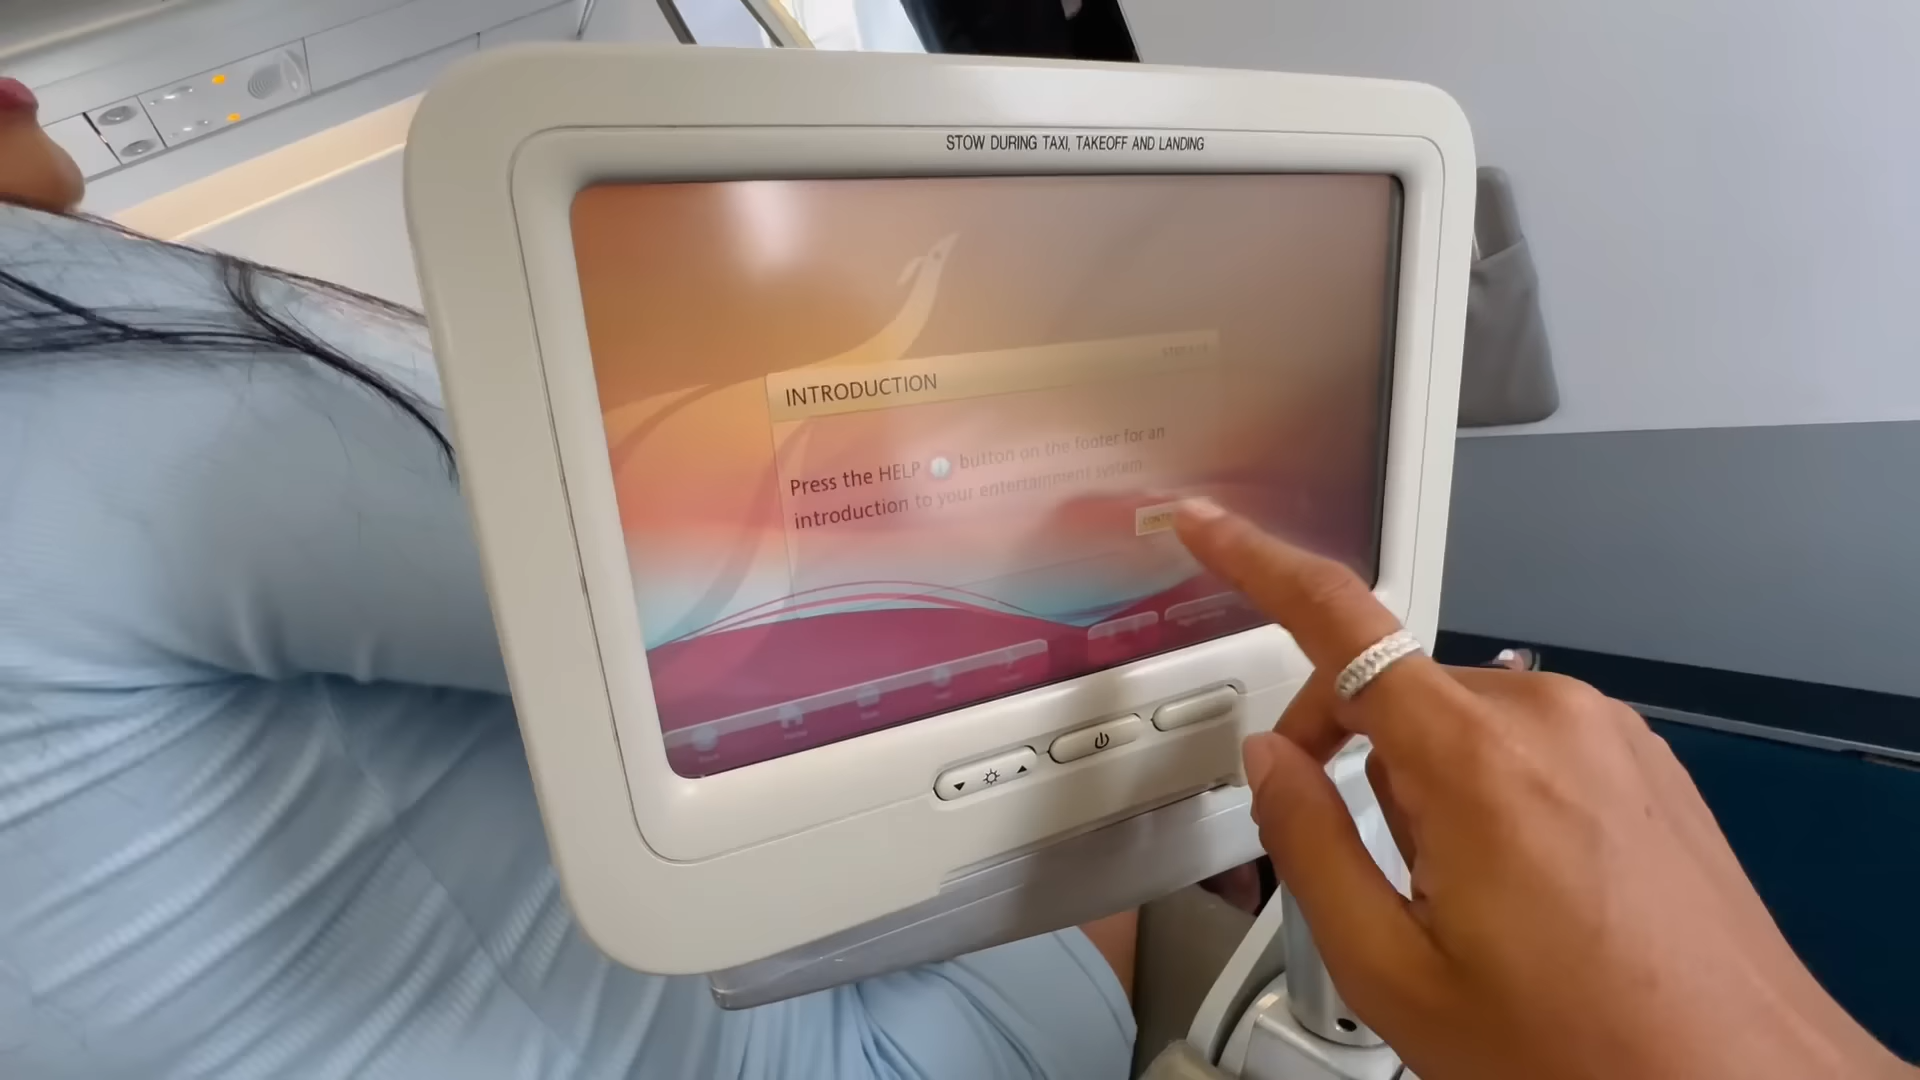 STOW DURING TAXI, TAKEOFF AND LANDING
INTRODUCTION
Press the HELP button on the footer for an
introduction to your entertainment system